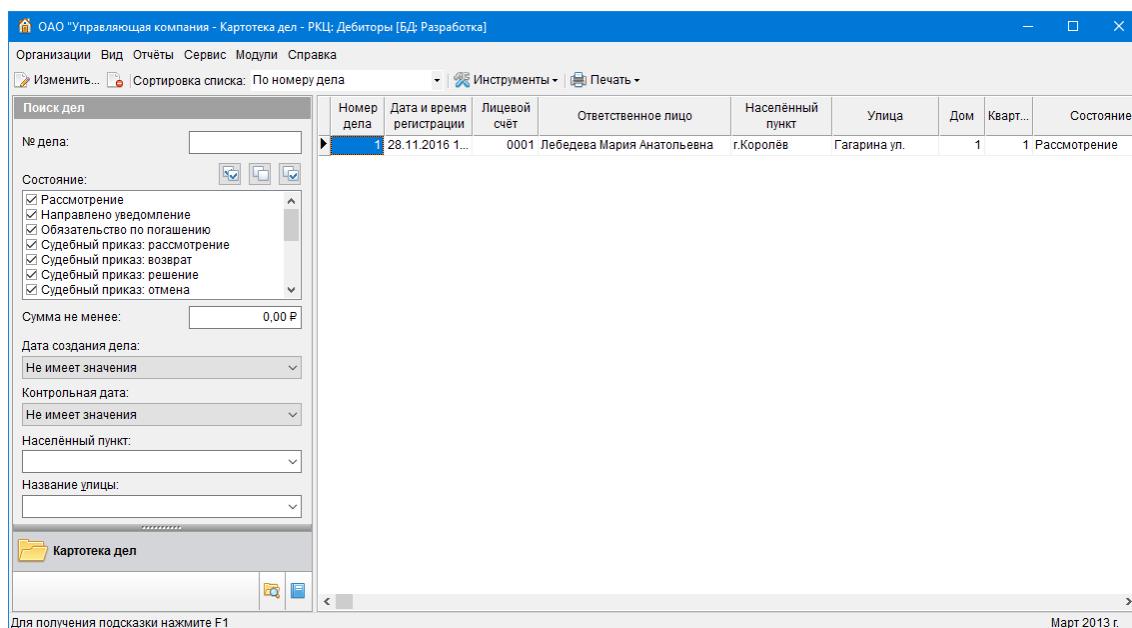 ОАО "Управляющая компания - Картотека дел - РКЦ: Дебиторы [БД: Разработка]
Организации Вид Отчёты Сервис Модули Справка
Изменить... Сортировка списка: По номеру дела Инструменты Печать
Поиск дел
№ дела:
Состояние:
Рассмотрение
Направлено уведомление
Обязательство по погашению
Судебный приказ: рассмотрение
Судебный приказ: возврат
Судебный приказ: решение
Судебный приказ: отмена
Сумма не менее: 0,00 ₽
Дата создания дела:
Не имеет значения
Контрольная дата:
Не имеет значения
Населённый пункт:
Название улицы:
Картотека дел
Номер дела Дата и время регистрации Лицевой счёт Ответственное лицо Населённый пункт Улица Дом Кварт... Состояние
1 28.11.2016 1... 0001 Лебедева Мария Анатольевна г.Королёв Гагарина ул. 1 1 Рассмотрение
Для получения подсказки нажмите F1 Март 2013 г.